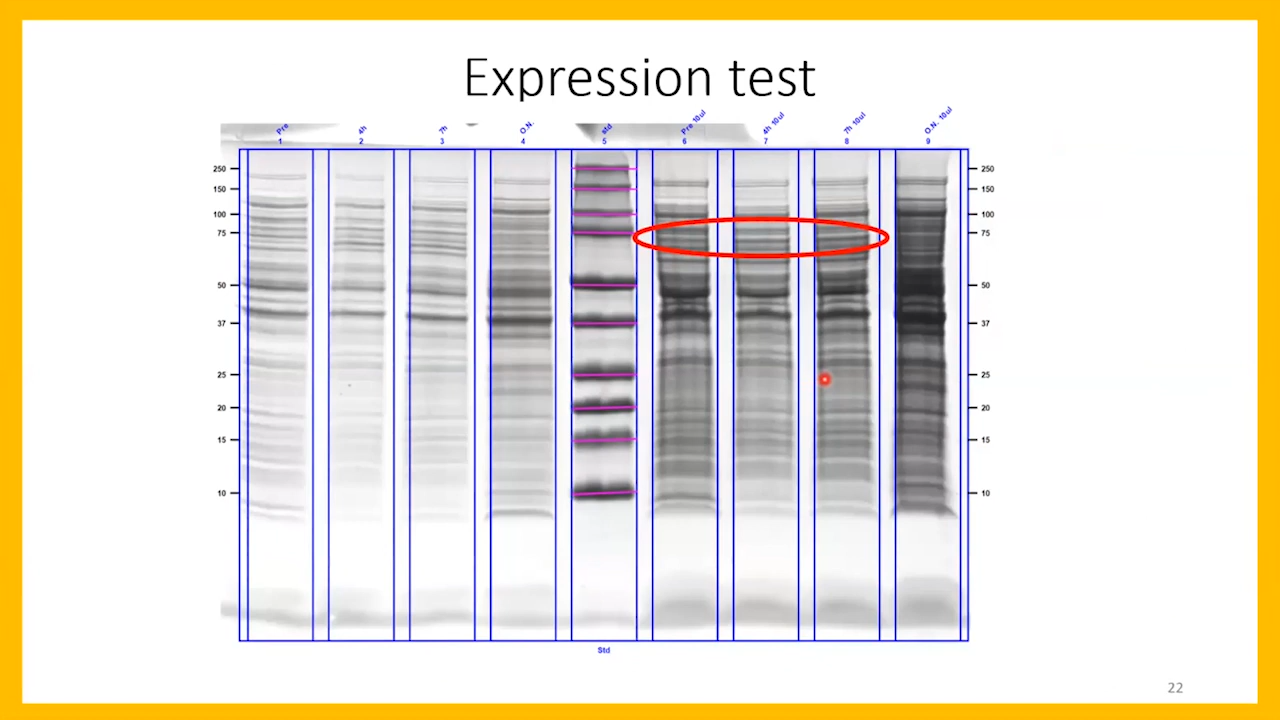 Expression test
Pre 4h 7h O.N. std Pre 10ul 4h 10ul 7h 10ul O.N. 10ul
1 2 3 4 5 6 7 8 9
250 250
150 150
100 100
75 75
50 50
37 37
25 25
20 20
15 15
10 10
Std
22